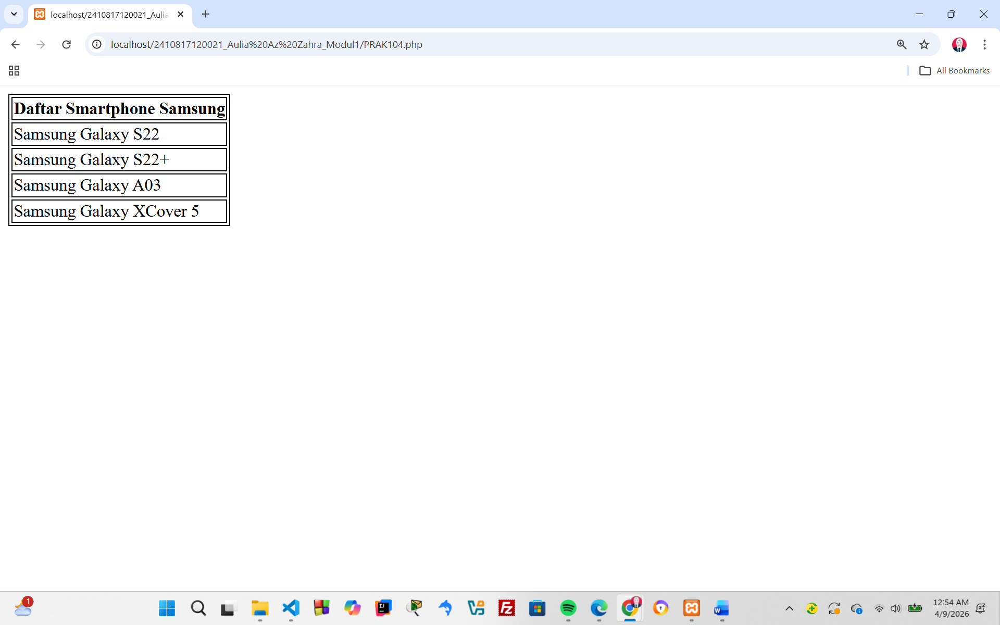 localhost/2410817120021_Aulia
localhost/2410817120021_Aulia%20Az%20Zahra_Modul1/PRAK104.php
All Bookmarks
Daftar Smartphone Samsung
Samsung Galaxy S22
Samsung Galaxy S22+
Samsung Galaxy A03
Samsung Galaxy XCover 5
1
12:54 AM
4/9/2026